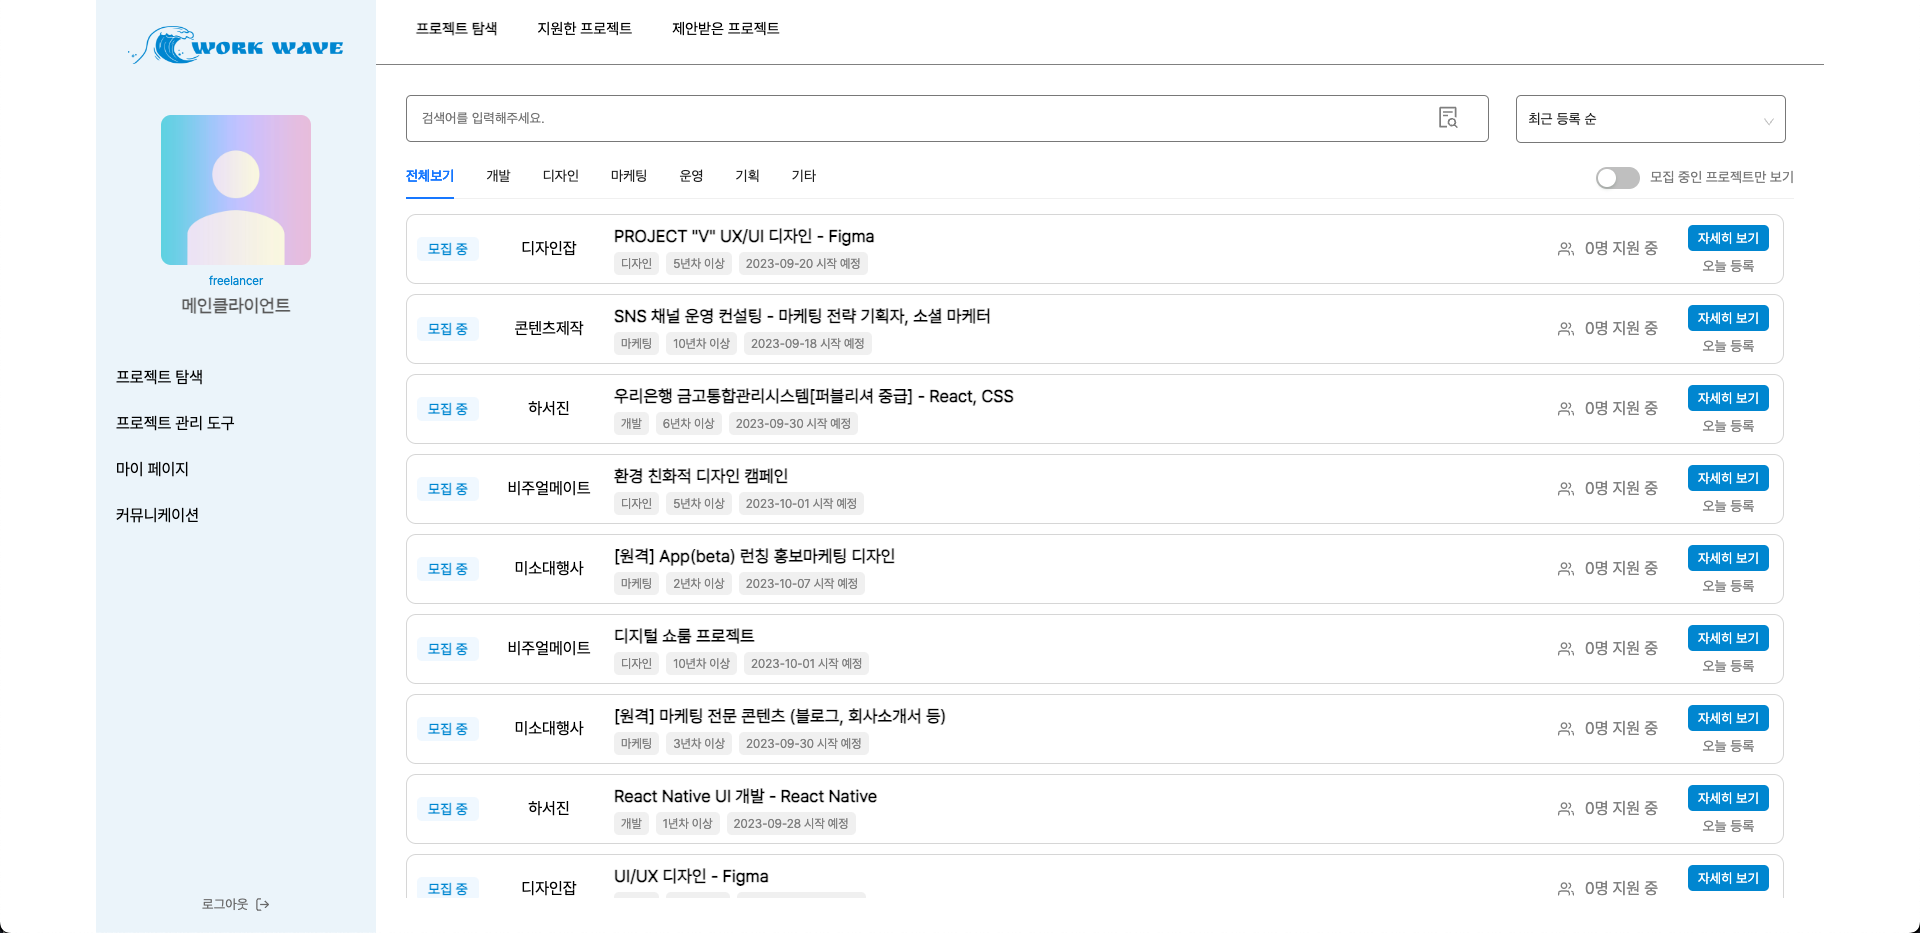 WORK WAVE
freelancer
메인클라이언트
프로젝트 탐색
프로젝트 관리 도구
마이 페이지
커뮤니케이션
로그아웃
프로젝트 탐색 지원한 프로젝트 제안받은 프로젝트
검색어를 입력해주세요.
최근 등록 순
전체보기 개발 디자인 마케팅 운영 기획 기타
모집 중인 프로젝트만 보기
모집 중 디자인잡
PROJECT "V" UX/UI 디자인 - Figma
디자인 5년차 이상 2023-09-20 시작 예정
0명 지원 중
자세히 보기
오늘 등록
모집 중 콘텐츠제작
SNS 채널 운영 컨설팅 - 마케팅 전략 기획자, 소셜 마케터
마케팅 10년차 이상 2023-09-18 시작 예정
0명 지원 중
자세히 보기
오늘 등록
모집 중 하서진
우리은행 금고통합관리시스템[퍼블리셔 중급] - React, CSS
개발 6년차 이상 2023-09-30 시작 예정
0명 지원 중
자세히 보기
오늘 등록
모집 중 비주얼메이트
환경 친화적 디자인 캠페인
디자인 5년차 이상 2023-10-01 시작 예정
0명 지원 중
자세히 보기
오늘 등록
모집 중 미소대행사
[원격] App(beta) 런칭 홍보마케팅 디자인
마케팅 2년차 이상 2023-10-07 시작 예정
0명 지원 중
자세히 보기
오늘 등록
모집 중 비주얼메이트
디지털 쇼룸 프로젝트
디자인 10년차 이상 2023-10-01 시작 예정
0명 지원 중
자세히 보기
오늘 등록
모집 중 미소대행사
[원격] 마케팅 전문 콘텐츠 (블로그, 회사소개서 등)
마케팅 3년차 이상 2023-09-30 시작 예정
0명 지원 중
자세히 보기
오늘 등록
모집 중 하서진
React Native UI 개발 - React Native
개발 1년차 이상 2023-09-28 시작 예정
0명 지원 중
자세히 보기
오늘 등록
모집 중 디자인잡
UI/UX 디자인 - Figma
0명 지원 중
자세히 보기